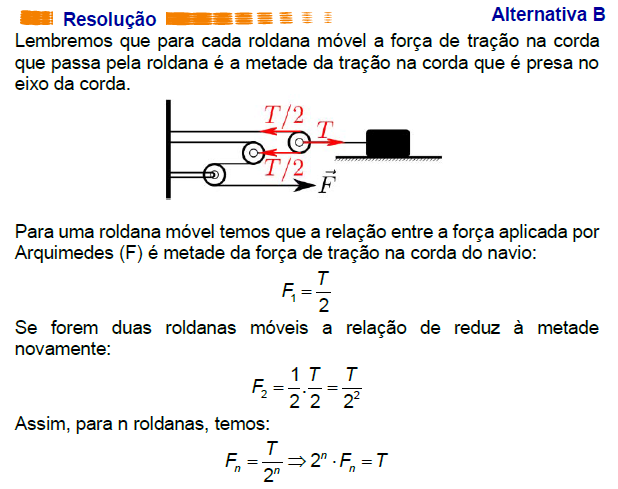 Resolução Alternativa B
Lembremos que para cada roldana móvel a força de tração na corda
que passa pela roldana é a metade da tração na corda que é presa no
eixo da corda.
T/2
T
T/2
F⃗
Para uma roldana móvel temos que a relação entre a força aplicada por
Arquimedes (F) é metade da força de tração na corda do navio:
F₁ = T/2
Se forem duas roldanas móveis a relação de reduz à metade
novamente:
F₂ = 1/2 . T/2 = T/2²
Assim, para n roldanas, temos:
Fₙ = T/2ⁿ ⇒ 2ⁿ · Fₙ = T